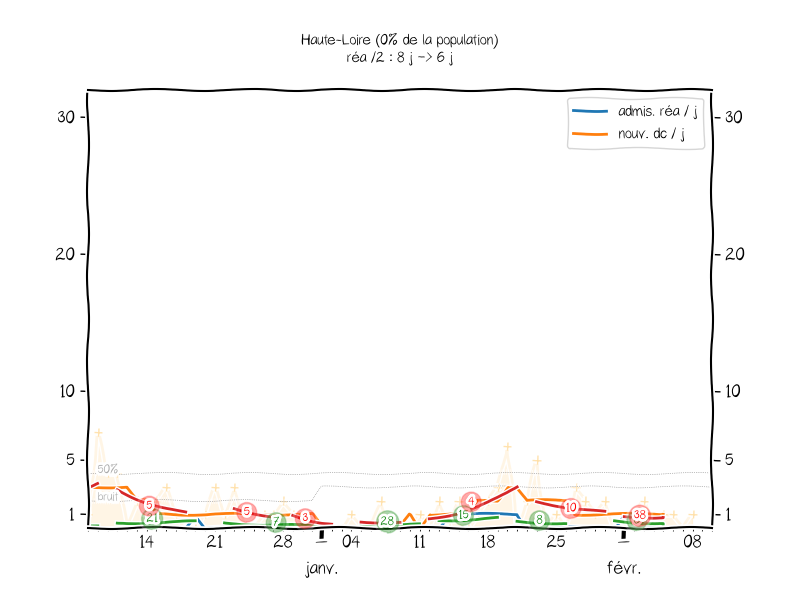 Haute-Loire (0% de la population)
réa /2 : 8 j -> 6 j
admis. réa / j
nouv. dc / j
30 30
20 20
10 10
5 5
1 1
50%
bruit
5 21 5 7 3 28 4 15 8 10 38
14 21 28 04 11 18 25 08
janv. févr.